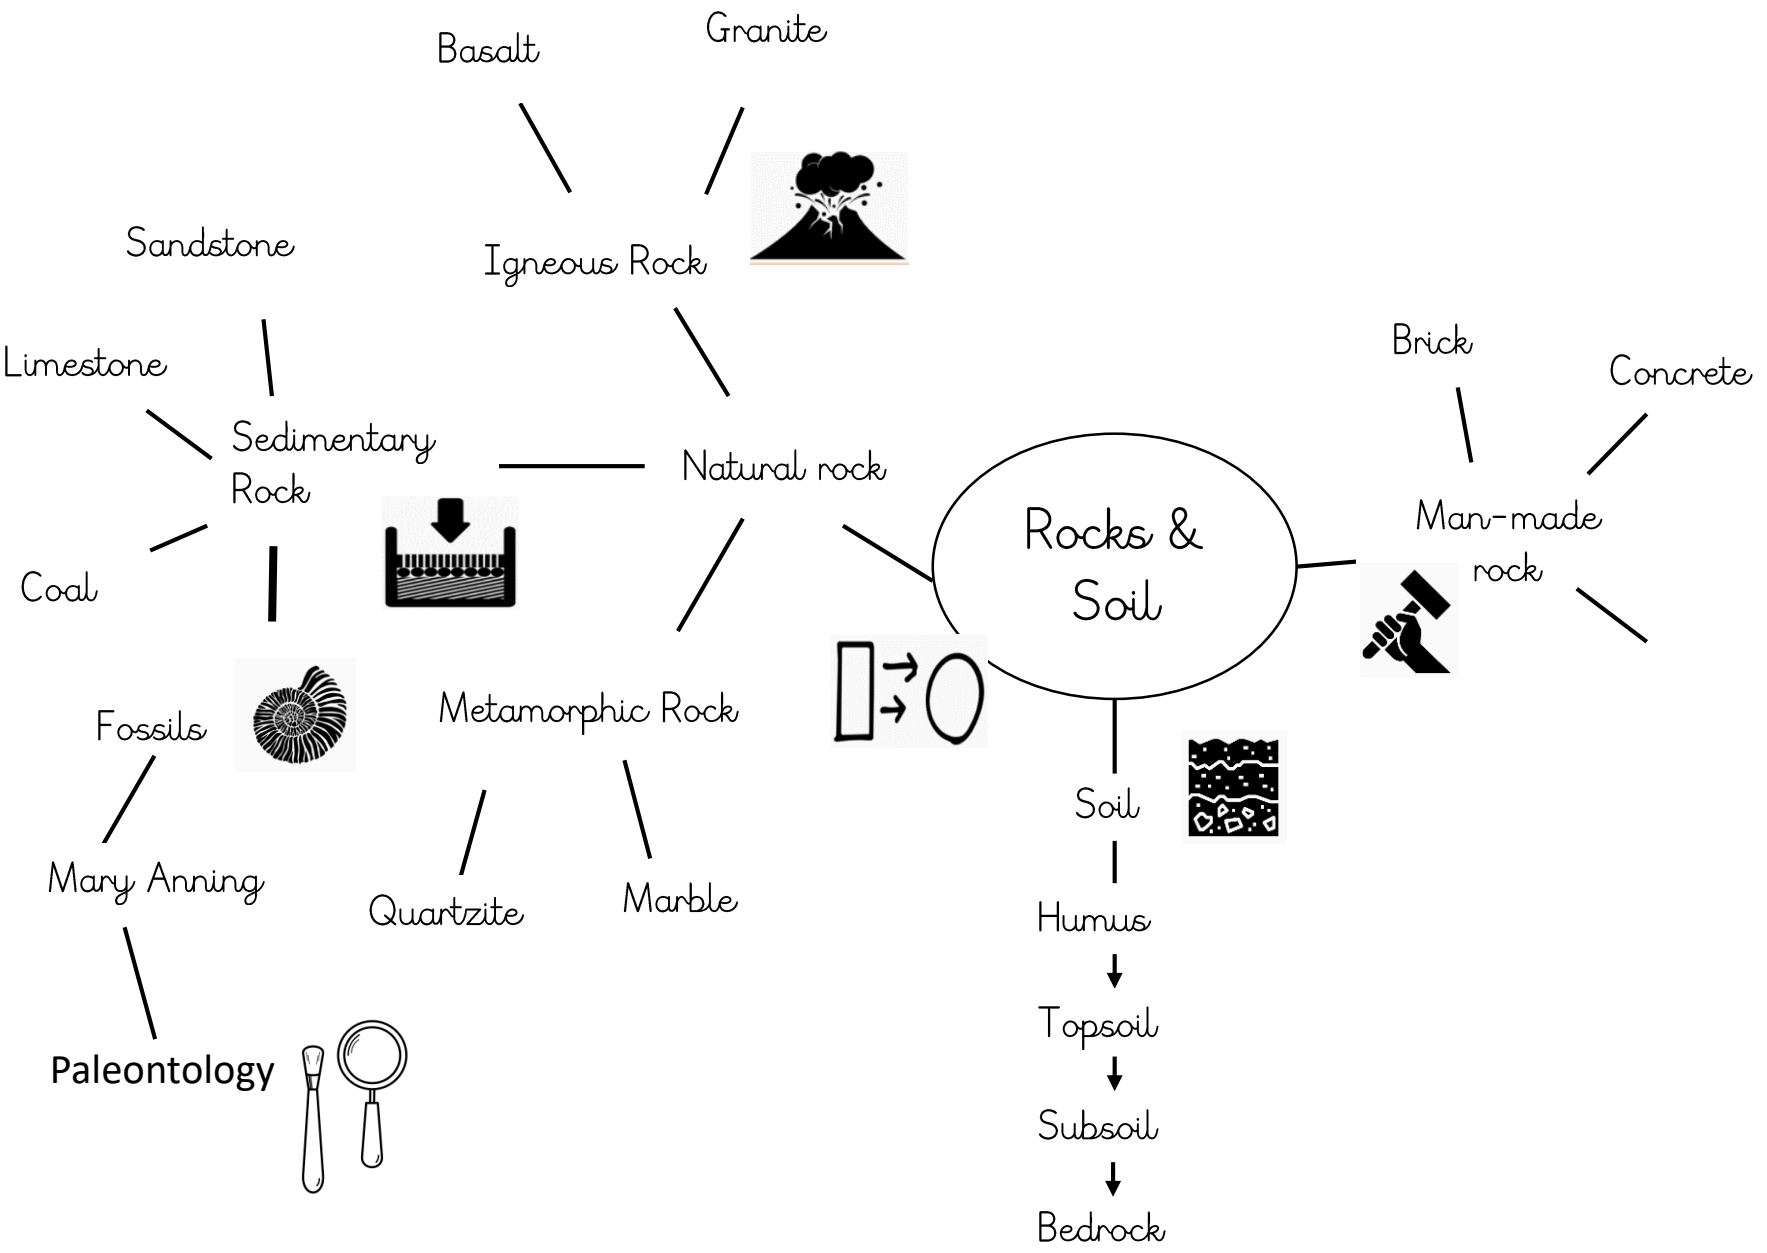 Granite
Basalt
Sandstone
Igneous Rock
Brick
Limestone
Concrete
Sedimentary
Rock
Natural rock
Man-made
rock
Rocks &
Soil
Coal
Metamorphic Rock
Fossils
Soil
Mary Anning
Marble
Quartzite
Humus
Topsoil
Paleontology
Subsoil
Bedrock